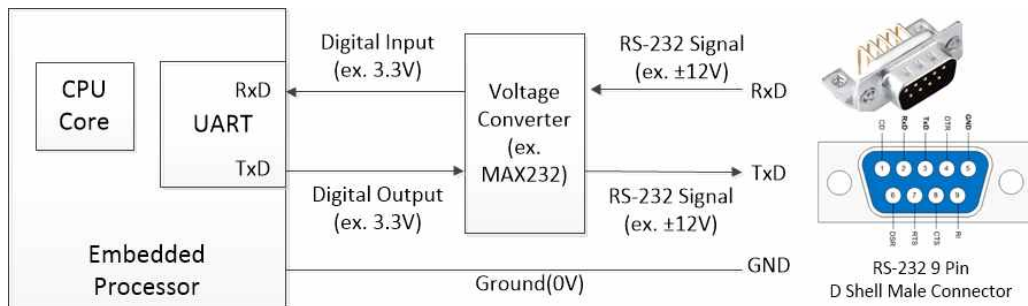 CPU
Core
UART
RxD
TxD
Embedded
Processor
Digital Input
(ex. 3.3V)
Digital Output
(ex. 3.3V)
Voltage
Converter
(ex.
MAX232)
RS-232 Signal
(ex. ±12V)
RxD
TxD
RS-232 Signal
(ex. ±12V)
GND
Ground(0V)
CD RxD TxD DTR GND
1 2 3 4 5
6 7 8 9
DSR RTS CTS RI
RS-232 9 Pin
D Shell Male Connector